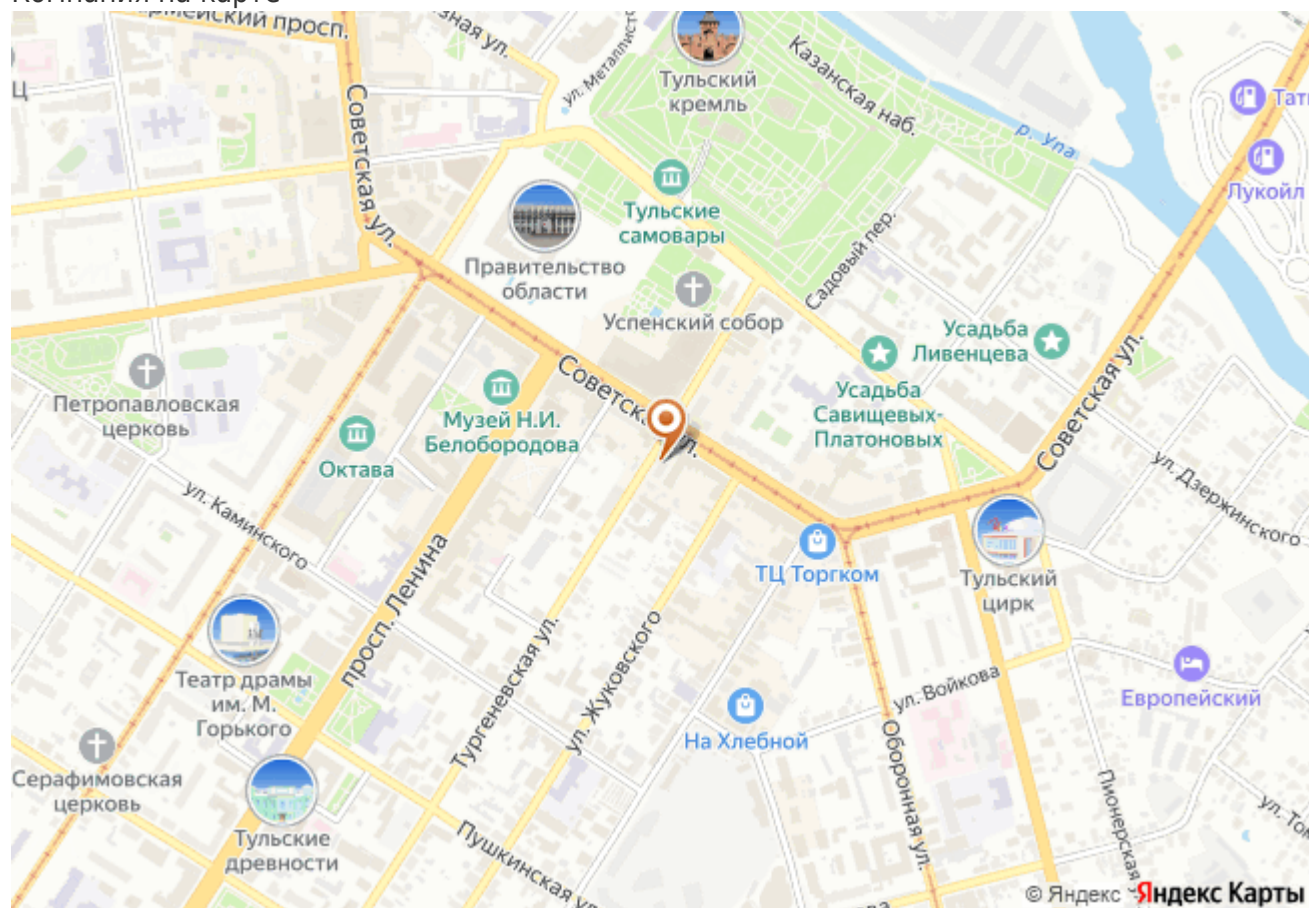 Компания на карте
Советская ул.
ул. Металлистов
Тульский
кремль
Казанская наб.
р. Упа
Лукойл
Тульские
самовары
Садовый пер.
Правительство
области
Успенский собор
Усадьба
Ливенцева
Усадьба
Савищевых-
Платоновых
Советская ул.
Петропавловская
церковь
Музей Н.И.
Белобородова
Октава
Советская ул.
ул. Каминского
ул. Дзержинского
ТЦ Торгком
Тульский
цирк
просп. Ленина
Театр драмы
им. М.
Горького
Тургеневская ул.
ул. Жуковского
ул. Войкова
Европейский
На Хлебной
Оборонная ул.
Серафимовская
церковь
Пионерская
Тульские
древности
Пушкинская ул.
© Яндекс Яндекс Карты